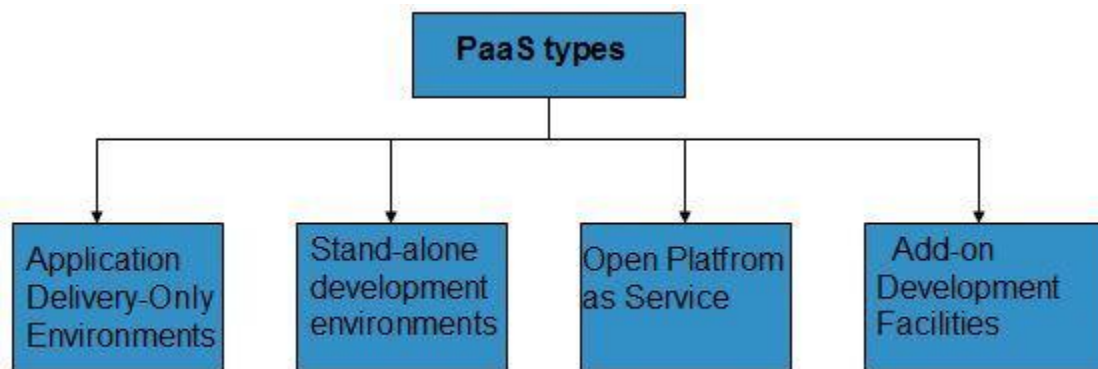 PaaS types
Application
Delivery-Only
Environments
Stand-alone
development
environments
Open Platfrom
as Service
Add-on
Development
Facilities